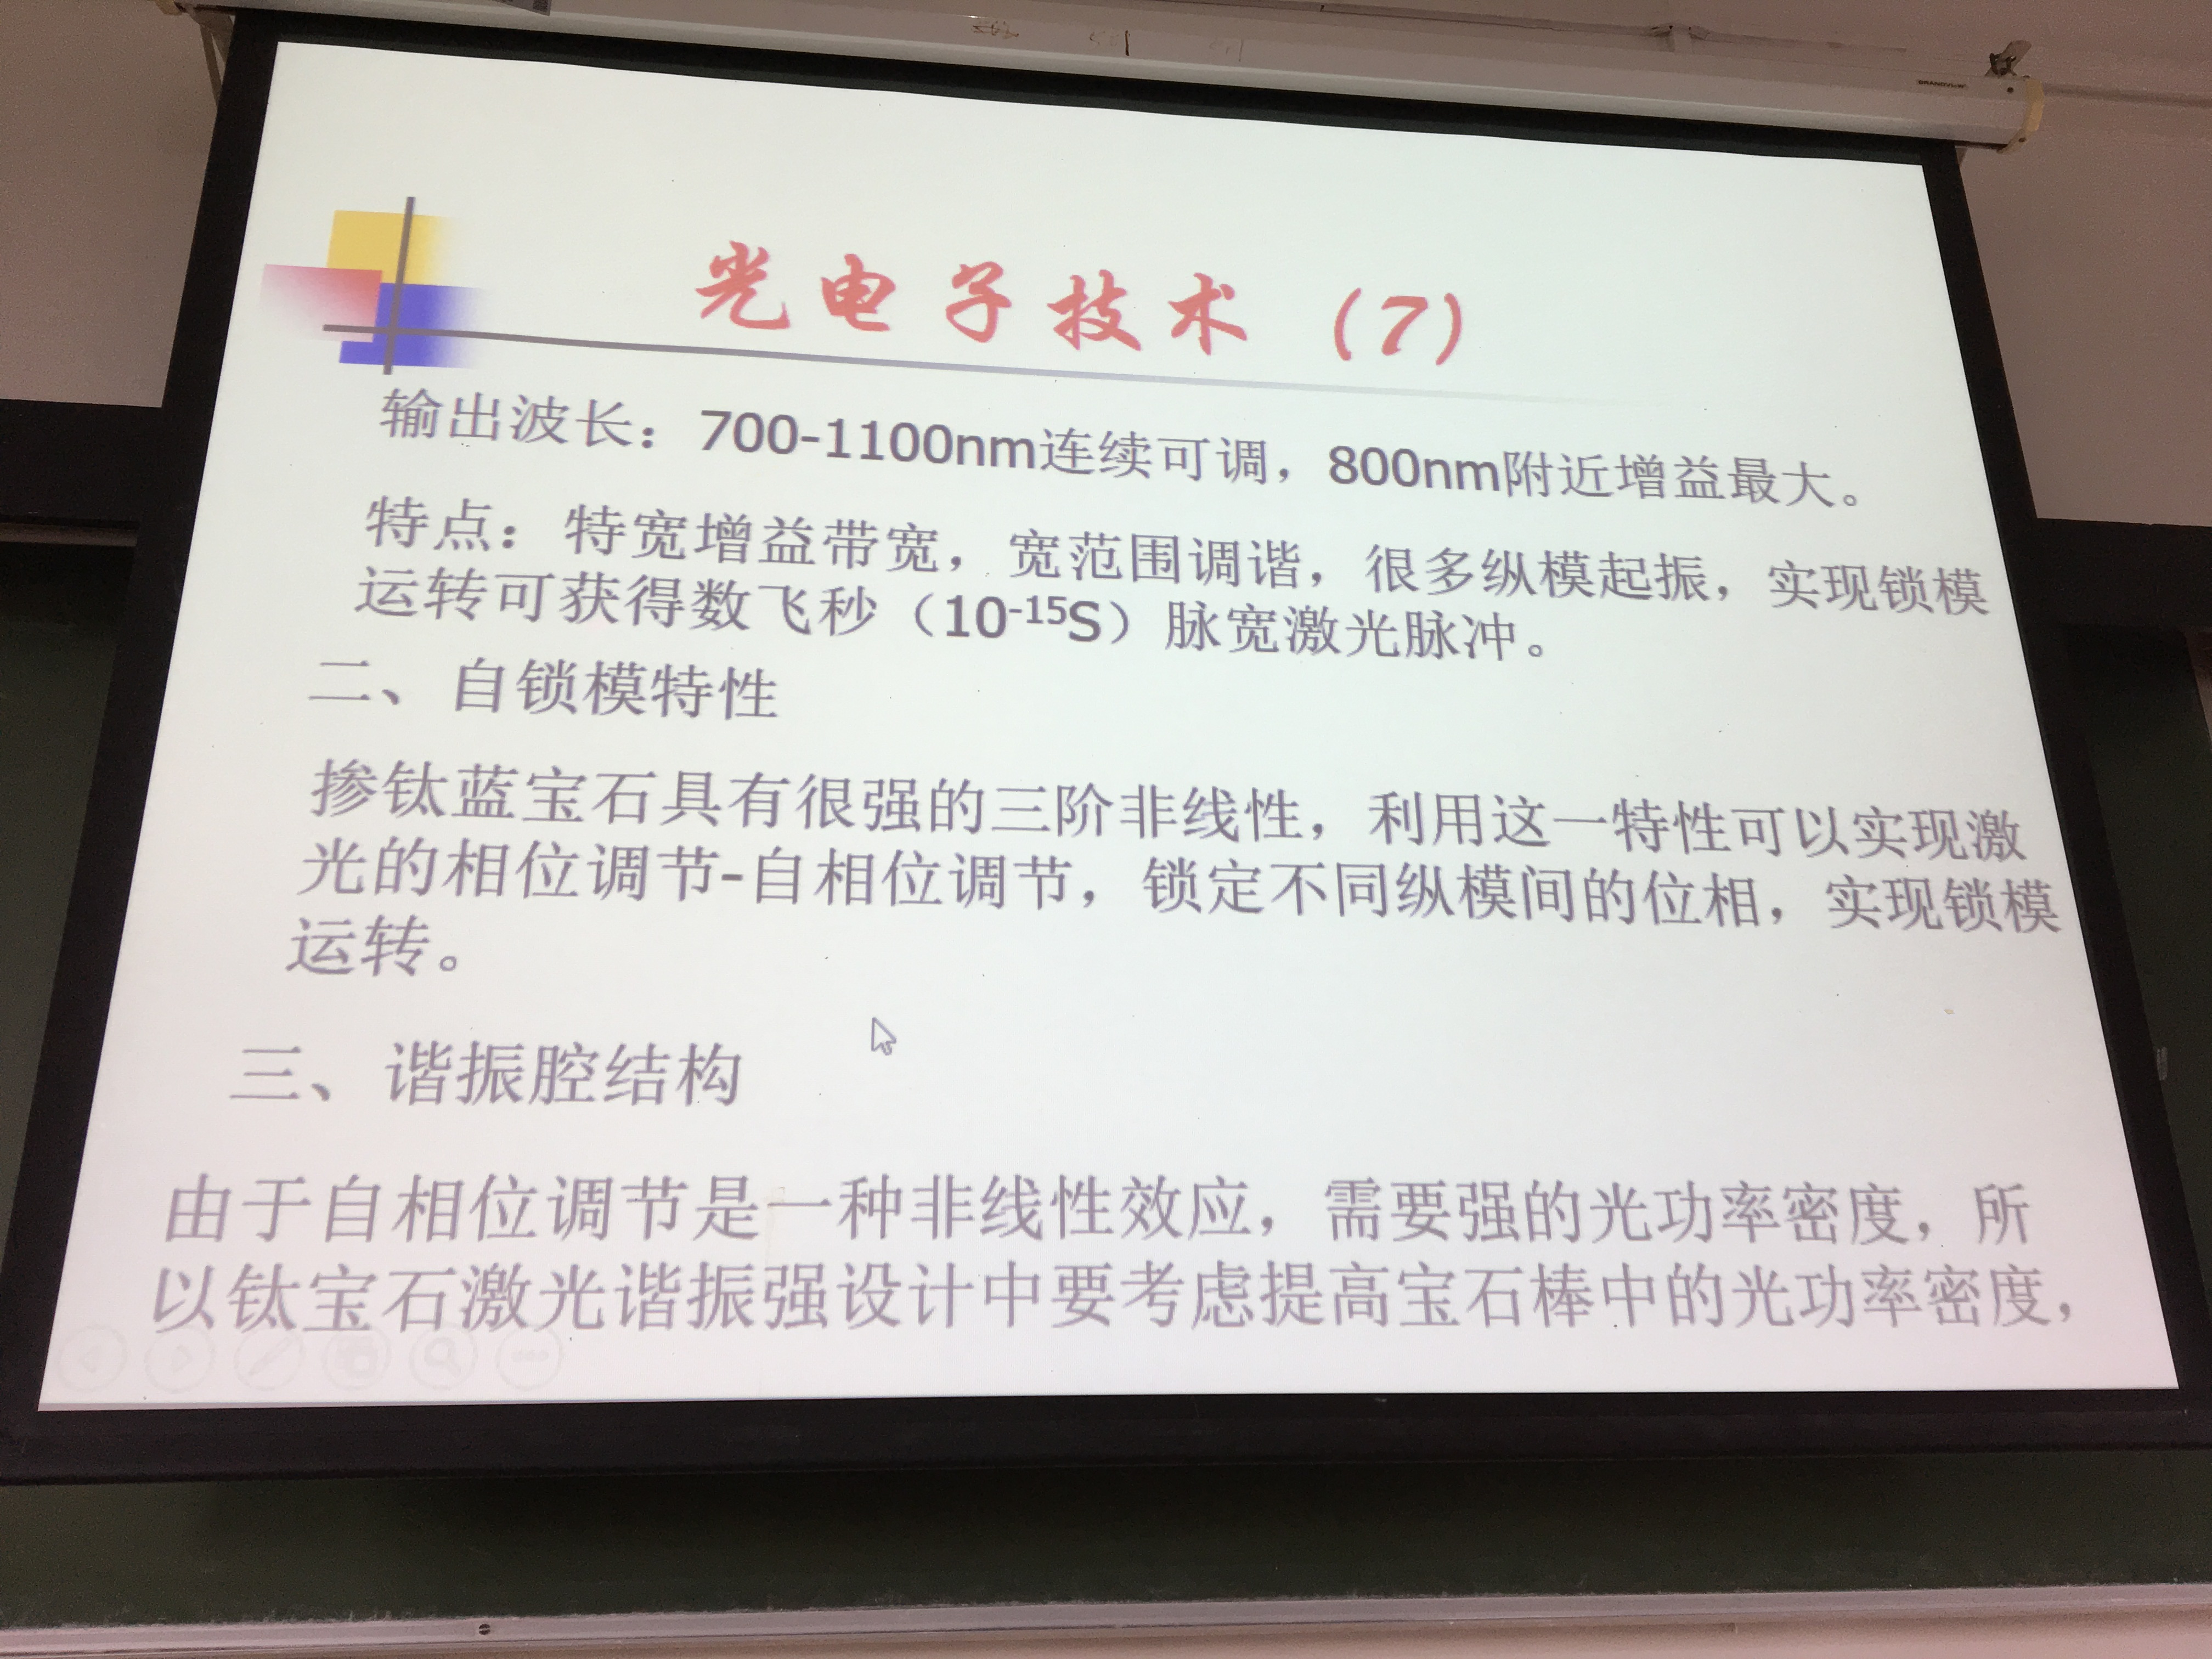 光电子技术（7）
输出波长：700-1100nm连续可调，800nm附近增益最大。
特点：特宽增益带宽，宽范围调谐，很多纵模起振，实现锁模
运转可获得数飞秒（10⁻¹⁵S）脉宽激光脉冲。
二、自锁模特性
掺钛蓝宝石具有很强的三阶非线性，利用这一特性可以实现激
光的相位调节-自相位调节，锁定不同纵模间的位相，实现锁模
运转。
三、谐振腔结构
由于自相位调节是一种非线性效应，需要强的光功率密度，所
以钛宝石激光谐振强设计中要考虑提高宝石棒中的光功率密度，